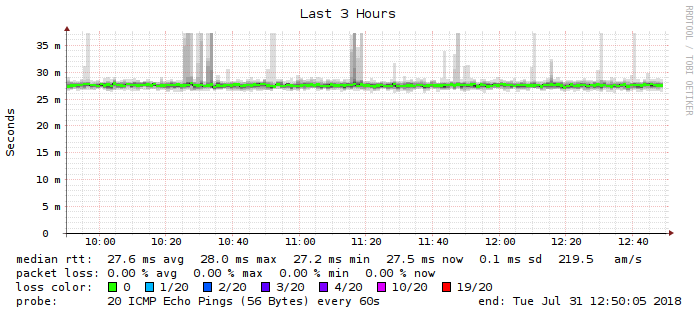 Last 3 Hours
RRDTOOL / TOBI OETIKER
Seconds
35 m
30 m
25 m
20 m
15 m
10 m
5 m
0
10:00 10:20 10:40 11:00 11:20 11:40 12:00 12:20 12:40
median rtt: 27.6 ms avg 28.0 ms max 27.2 ms min 27.5 ms now 0.1 ms sd 219.5 am/s
packet loss: 0.00 % avg 0.00 % max 0.00 % min 0.00 % now
loss color: 0 1/20 2/20 3/20 4/20 10/20 19/20
probe: 20 ICMP Echo Pings (56 Bytes) every 60s end: Tue Jul 31 12:50:05 2018